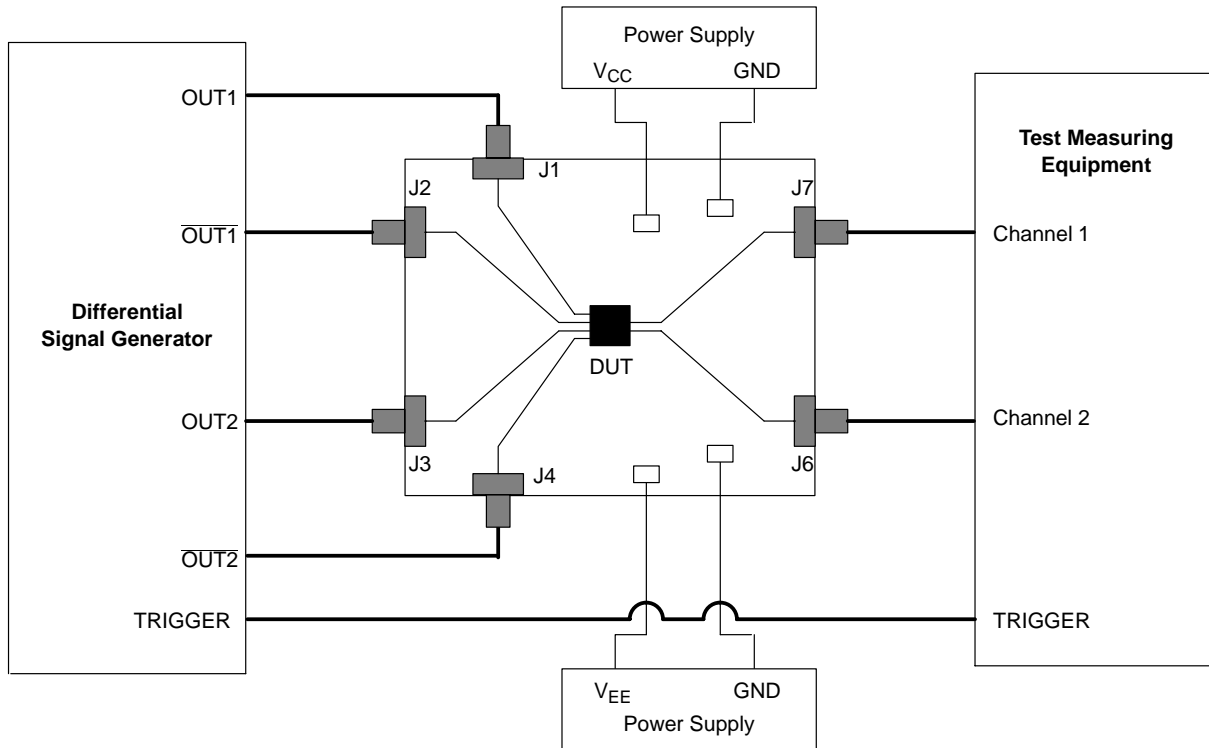 Power Supply
VCC GND
OUT1
Test Measuring
Equipment
J1
J2
J7
OUT1
Channel 1
Differential
Signal Generator
DUT
OUT2
Channel 2
J3
J4
J6
OUT2
TRIGGER
TRIGGER
VEE GND
Power Supply